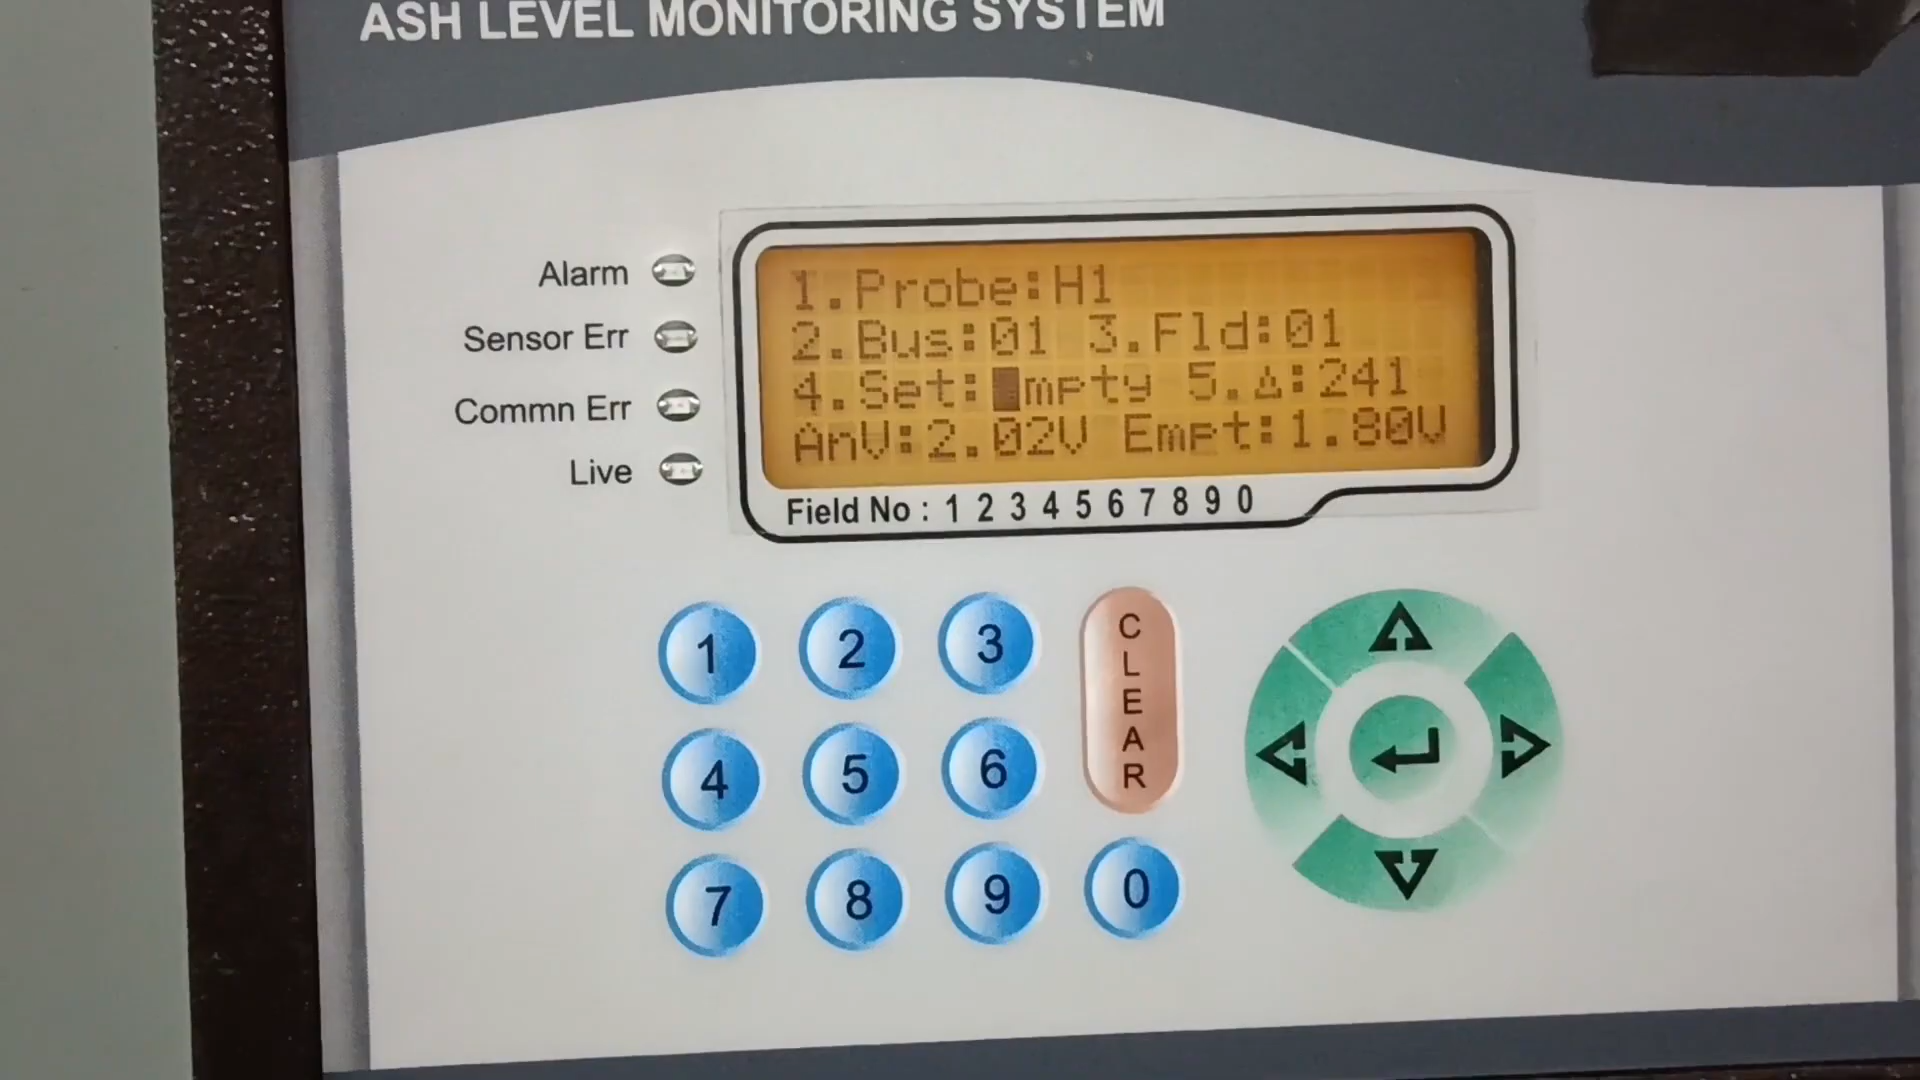 ASH LEVEL MONITORING SYSTEM
Alarm
Sensor Err
Commn Err
Live
1.Probe:H1
2.Bus:01 3.Fld:01
4.Set:█mpty 5.Δ:241
AnV:2.02V Empt:1.80V
Field No : 1 2 3 4 5 6 7 8 9 0
1 2 3
4 5 6
7 8 9 0
CLEAR